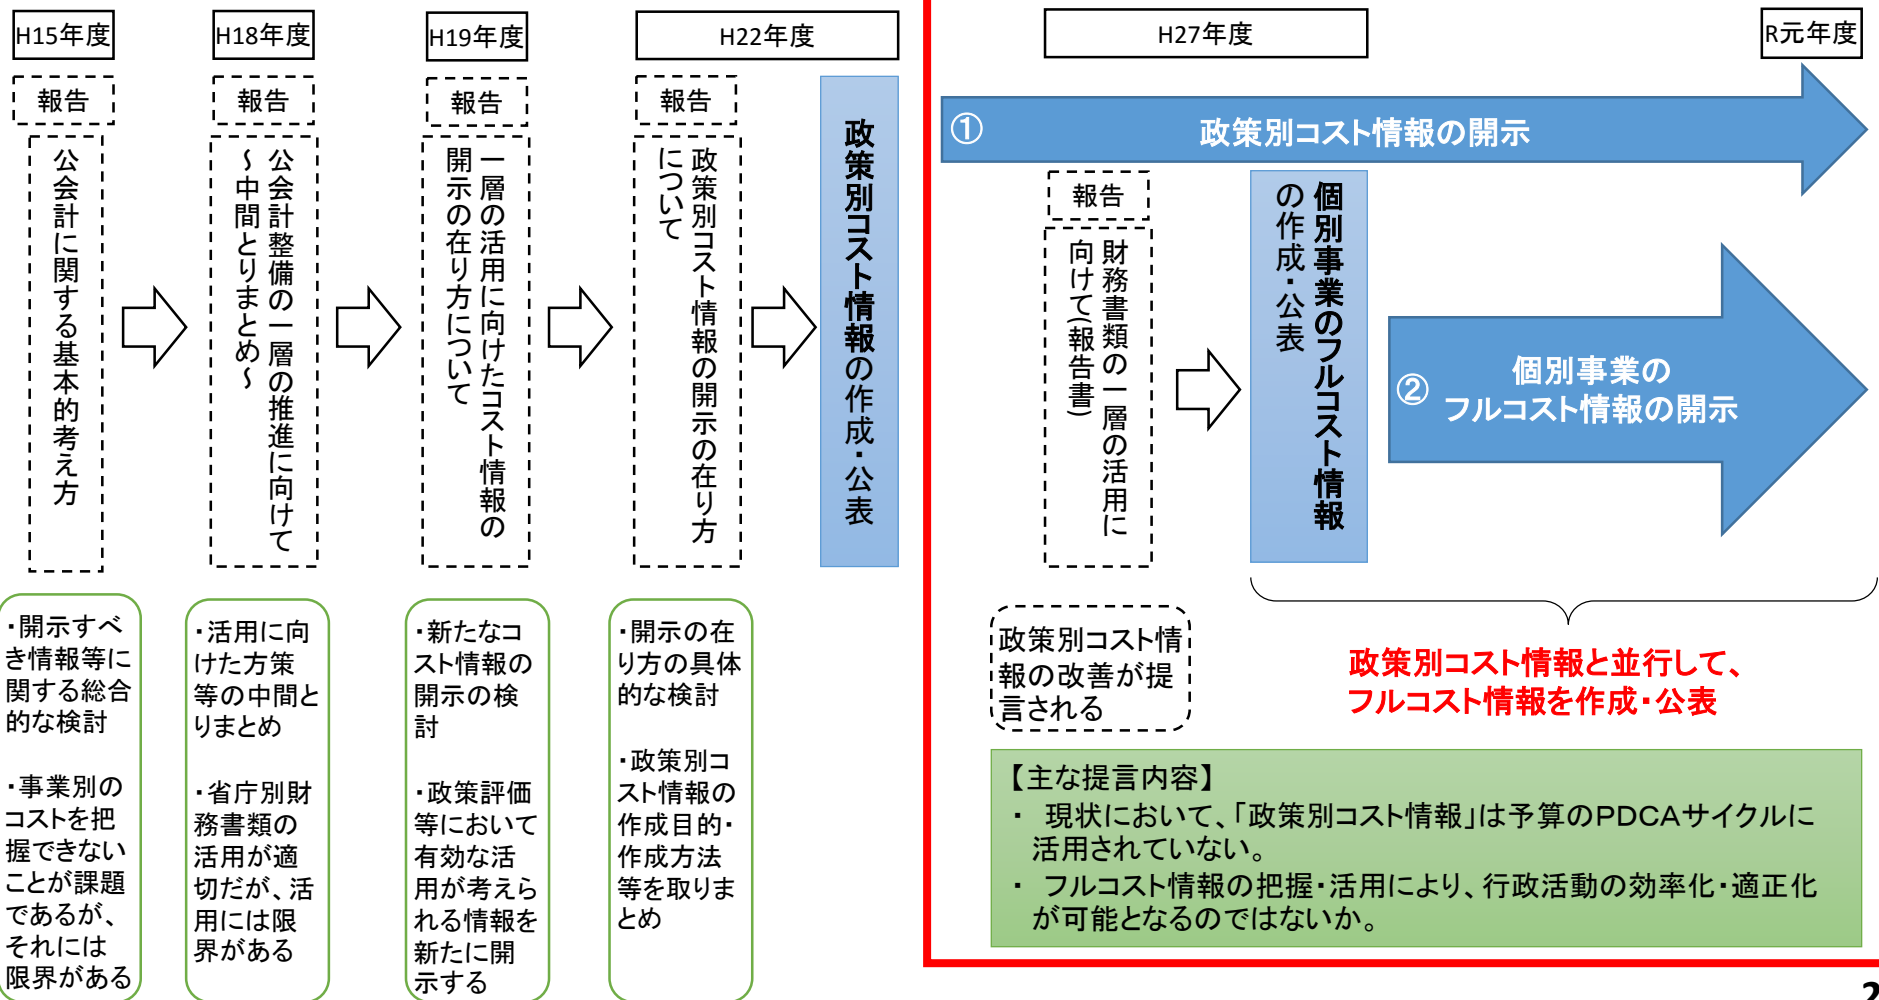 H15年度
報告
公会計に関する基本的考え方
・開示すべ
き情報等に
関する総合
的な検討
・事業別の
コストを把
握できない
ことが課題
であるが、
それには
限界がある
H18年度
報告
公会計整備の一層の推進に向けて
～中間とりまとめ～
・活用に向
けた方策
等の中間と
りまとめ
・省庁別財
務書類の
活用が適
切だが、活
用には限
界がある
H19年度
報告
一層の活用に向けたコスト情報の
開示の在り方について
・新たなコ
スト情報の
開示の検
討
・政策評価
等において
有効な活
用が考えら
れる情報を
新たに開
示する
H22年度
報告
政策別コスト情報の開示の在り方
について
・開示の在
り方の具体
的な検討
・政策別コ
スト情報の
作成目的・
作成方法
等を取りま
とめ
政策別コスト情報の作成・公表
H27年度
R元年度
① 政策別コスト情報の開示
報告
財務書類の一層の活用に
向けて(報告書)
個別事業のフルコスト情報
の作成・公表
② 個別事業の
フルコスト情報の開示
政策別コスト情
報の改善が提
言される
政策別コスト情報と並行して、
フルコスト情報を作成・公表
【主な提言内容】
・ 現状において、「政策別コスト情報」は予算のPDCAサイクルに
活用されていない。
・ フルコスト情報の把握・活用により、行政活動の効率化・適正化
が可能となるのではないか。
2